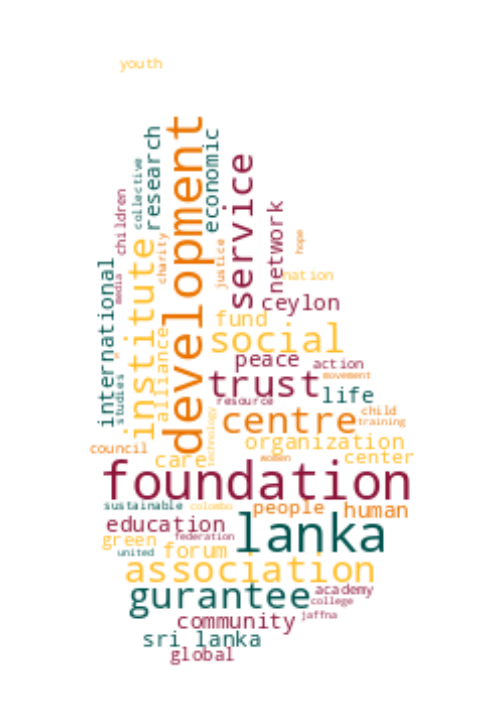 youth
development
economic
research
collective
service
children
network
hope
charity
justice
institute
international
media
nation
ceylon
fund
social
alliance
peace
action
movement
studies
trust
life
resource
child
centre
training
technology
organization
council
care
women
center
foundation
sustainable
colombo
people
human
education
lanka
federation
green
united
forum
association
gurantee
academy
college
community
jaffna
sri lanka
global